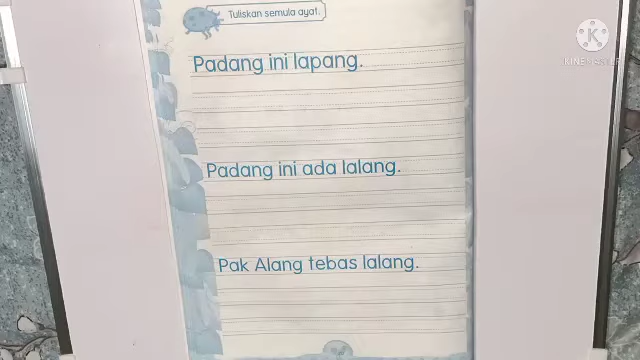 Tuliskan semula ayat.
Padang ini lapang.
Padang ini ada lalang.
Pak Alang tebas lalang.